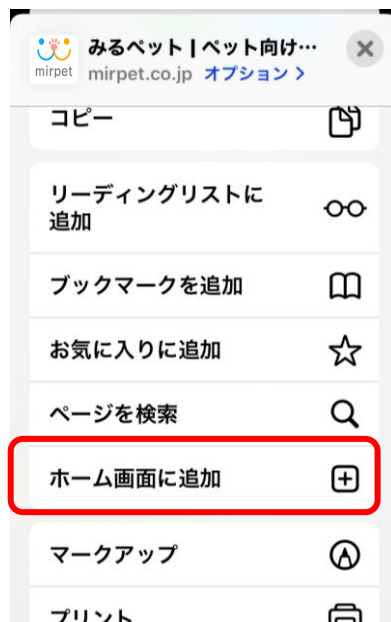 みるペット | ペット向け…
mirpet
mirpet.co.jp オプション >
コピー
リーディングリストに
追加
ブックマークを追加
お気に入りに追加
ページを検索
ホーム画面に追加
マークアップ
プリント